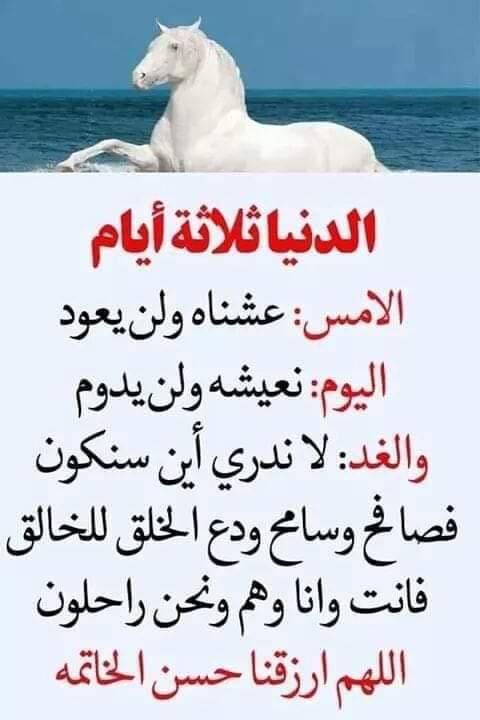 الدنيا ثلاثة أيام
الامس: عشناه ولن يعود
اليوم: نعيشه ولن يدوم
والغد: لا ندري أين سنكون
فصافح وسامح ودع الخلق للخالق
فانت وانا وهم ونحن راحلون
اللهم ارزقنا حسن الخاتمه